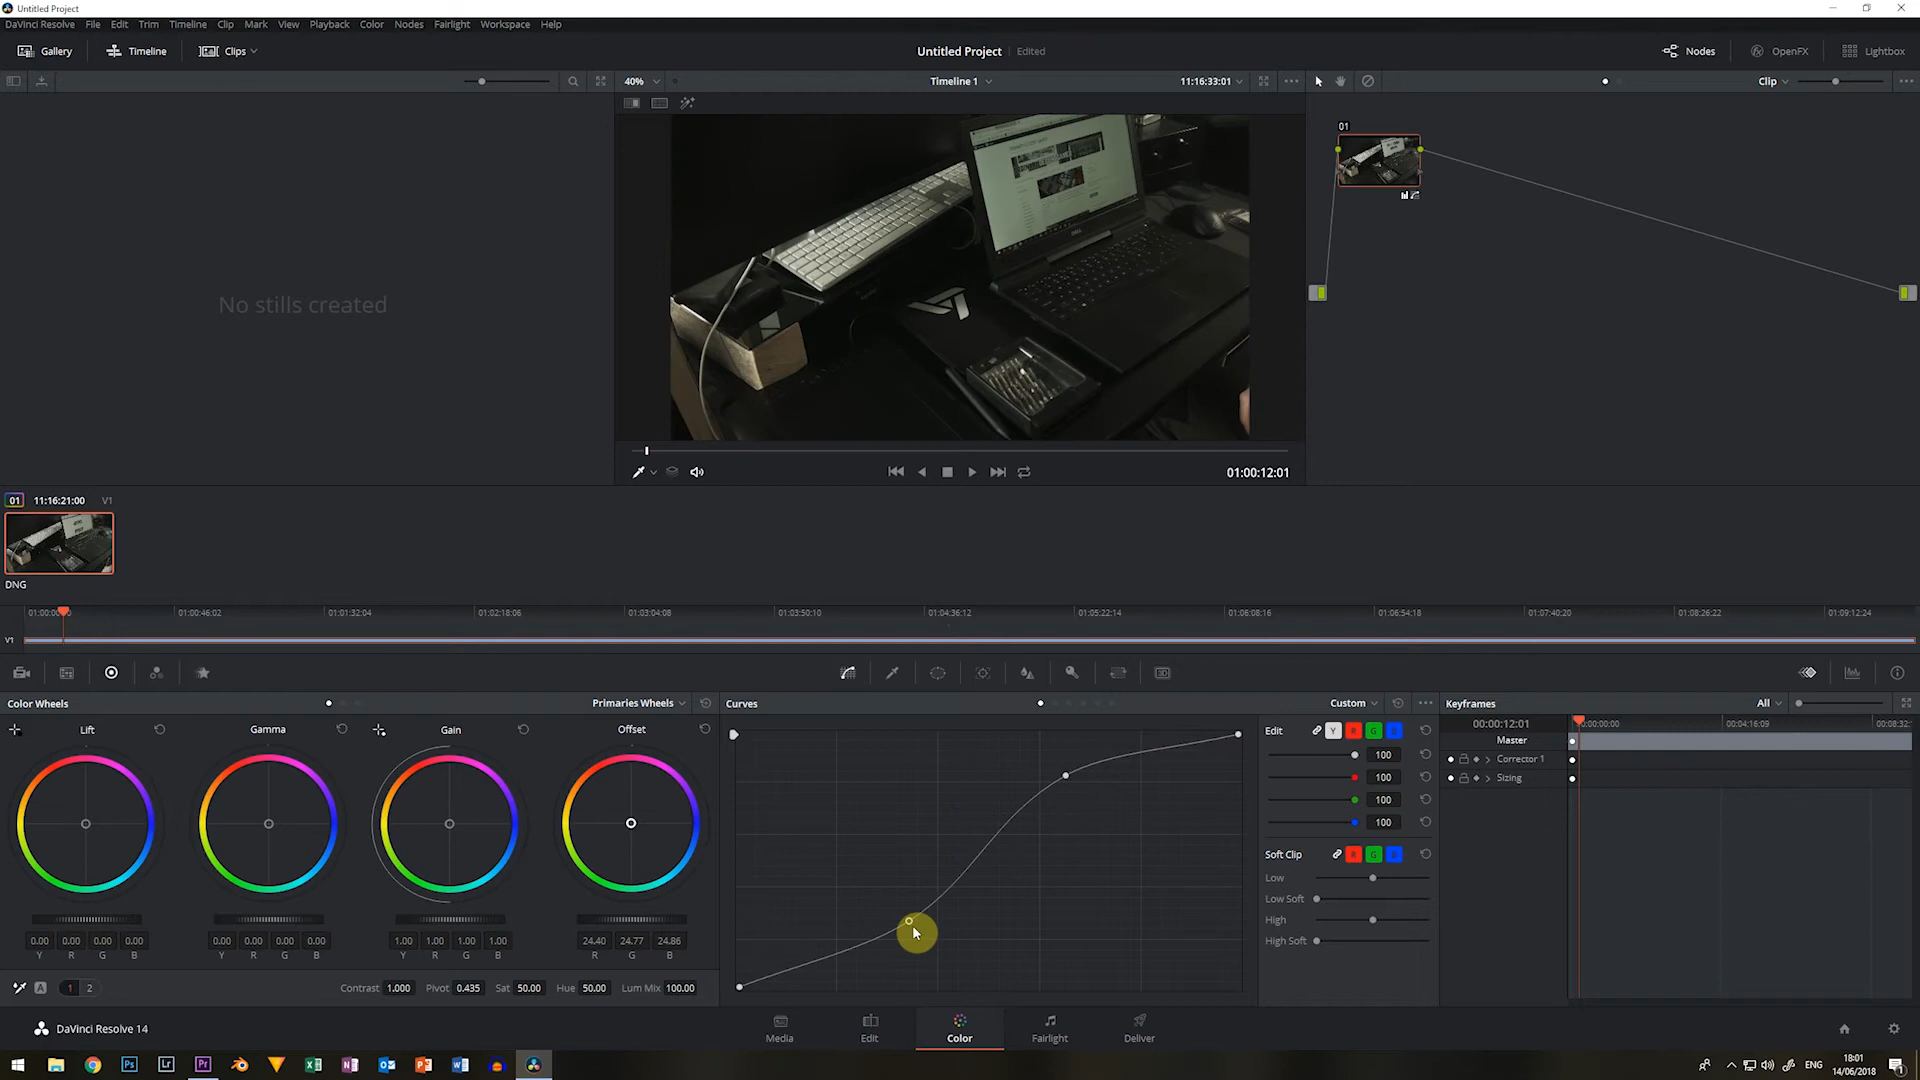 Untitled Project
DaVinci Resolve File Edit Trim Timeline Clip Mark View Playback Color Nodes Fairlight Workspace Help
Gallery Timeline Clips Untitled Project Edited Nodes OpenFX Lightbox
40% Timeline 1 11:16:33:01 Clip
01
No stills created
01:00:12:01
01 11:16:21:00 V1
DNG
01:00:00 01:00:46:02 01:01:32:04 01:02:18:06 01:03:04:08 01:03:50:10 01:04:36:12 01:05:22:14 01:06:08:16 01:06:54:18 01:07:40:20 01:08:26:22 01:09:12:24
V1
Color Wheels Primaries Wheels Curves Custom Keyframes All
Lift Gamma Gain Offset Edit Y R G B 00:00:12:01 00:00:00 00:04:16:09 00:08:32:
Master
100 Corrector 1
100 Sizing
100
100
Soft Clip R G B
Low
Low Soft
High
High Soft
0.00 0.00 0.00 0.00 0.00 0.00 0.00 0.00 1.00 1.00 1.00 1.00 24.40 24.77 24.86
Y R G B Y R G B Y R G B R G B
A 1 2 Contrast 1.000 Pivot 0.435 Sat 50.00 Hue 50.00 Lum Mix 100.00
DaVinci Resolve 14 Media Edit Color Fairlight Deliver
Ps Lr Pr ENG 18:01
14/06/2018